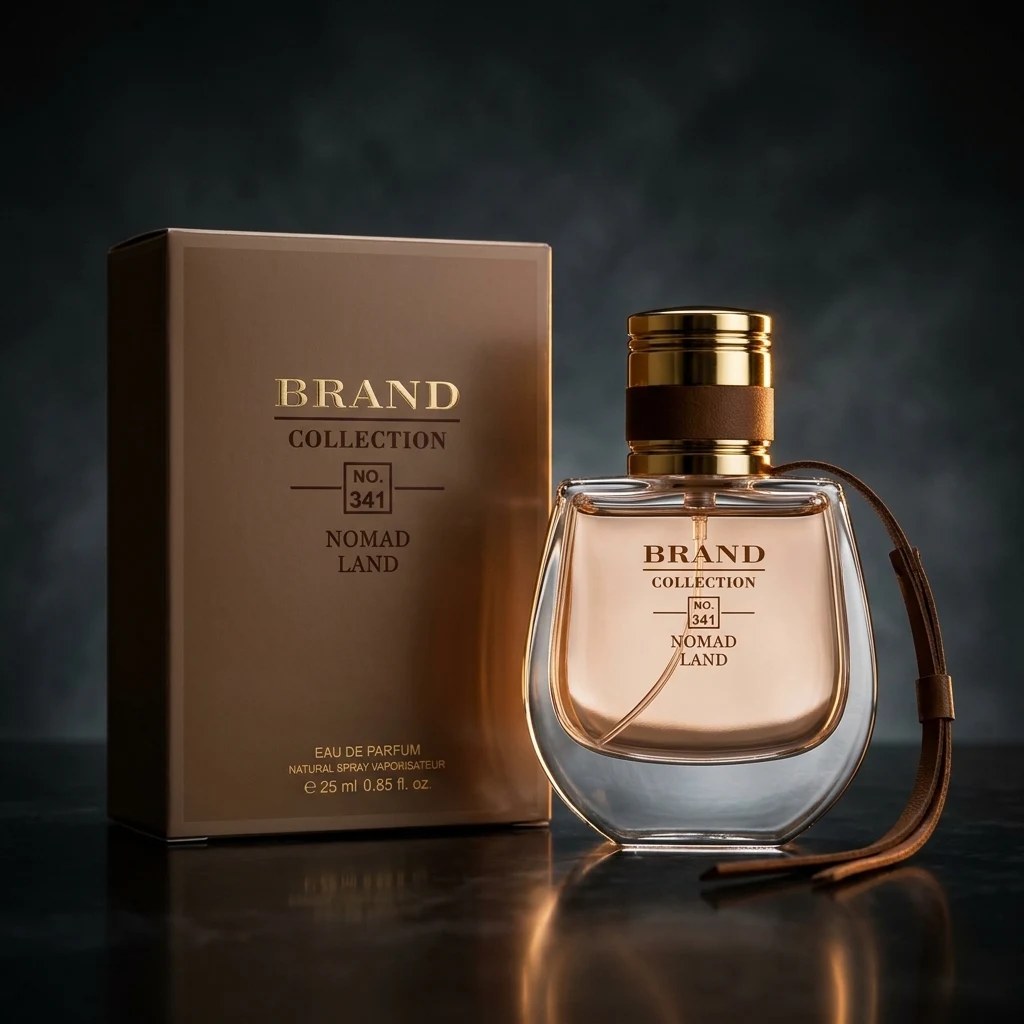 BRAND
COLLECTION
NO.
341
NOMAD
LAND
EAU DE PARFUM
NATURAL SPRAY VAPORISATEUR
℮ 25 ml 0.85 fl. oz.
BRAND
COLLECTION
NO.
341
NOMAD
LAND